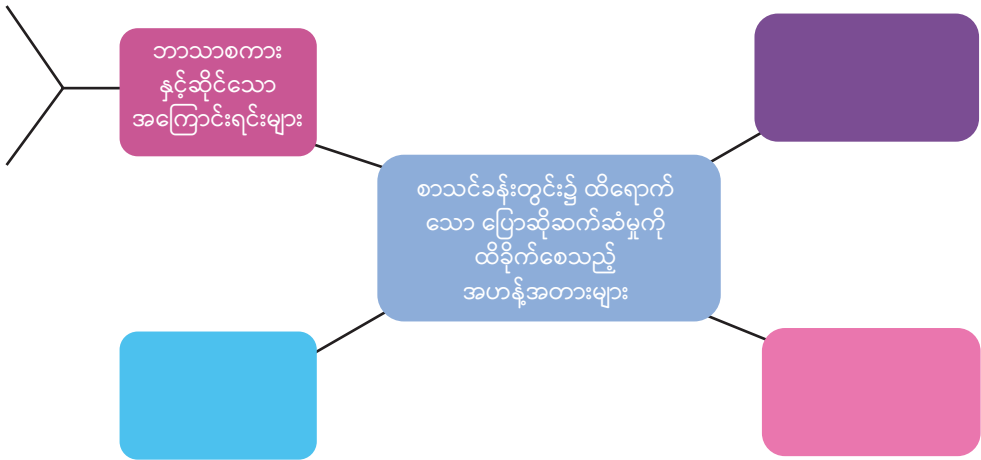 ဘာသာစကား
နှင့်ဆိုင်သော
အကြောင်းရင်းများ
စာသင်ခန်းတွင်း၌ ထိရောက်
သော ပြောဆိုဆက်ဆံမှုကို
ထိခိုက်စေသည့်
အဟန့်အတားများ